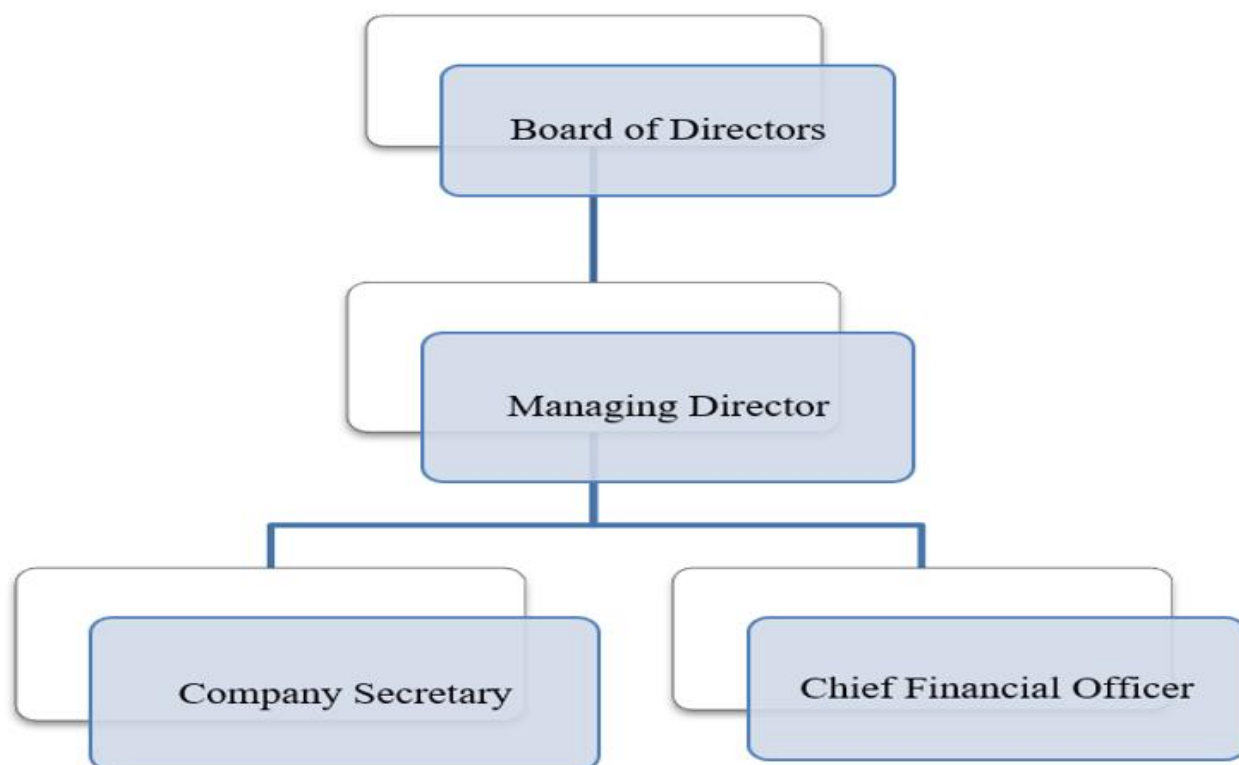 Board of Directors
Managing Director
Company Secretary
Chief Financial Officer